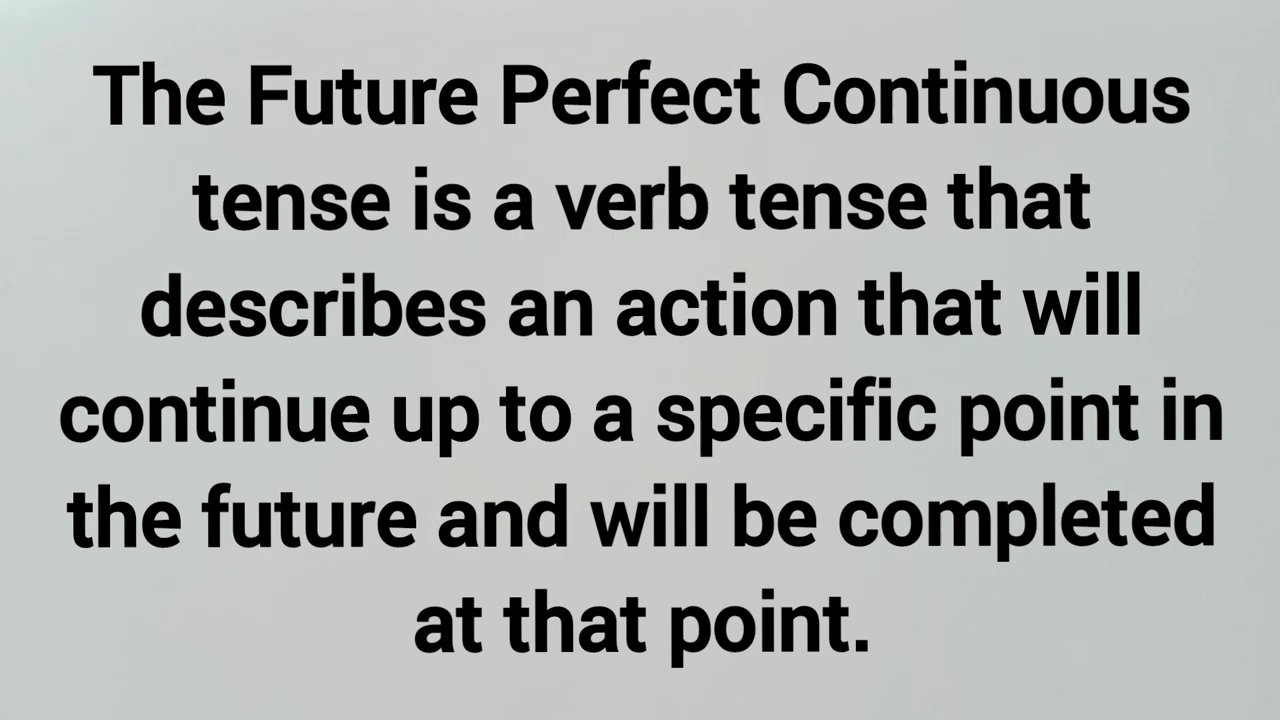 The Future Perfect Continuous
tense is a verb tense that
describes an action that will
continue up to a specific point in
the future and will be completed
at that point.